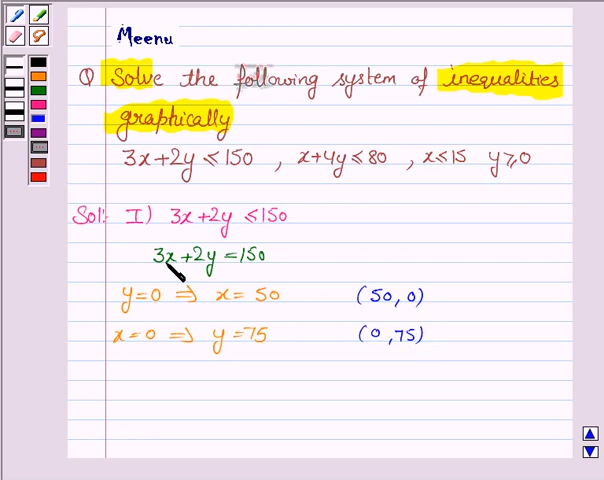 Meenu
Q Solve the following system of inequalities
graphically
3x+2y≤150 , x+4y≤80 , x≤15 y≥0
Sol: I) 3x+2y≤150
3x+2y=150
y=0 ⇒ x=50 (50,0)
x=0 ⇒ y=75 (0,75)